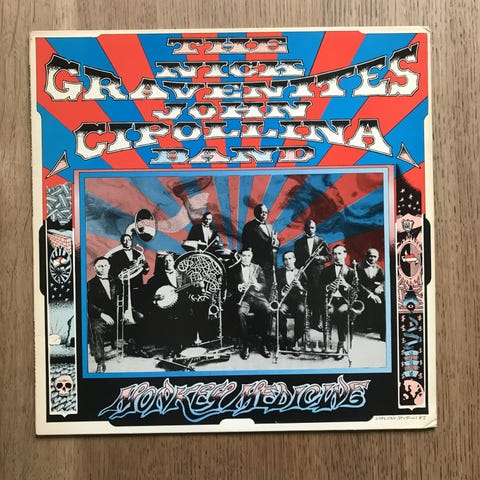 THE
NICK
GRAVENITES
JOHN
CIPOLLINA
BAND
MONKEY MEDICINE